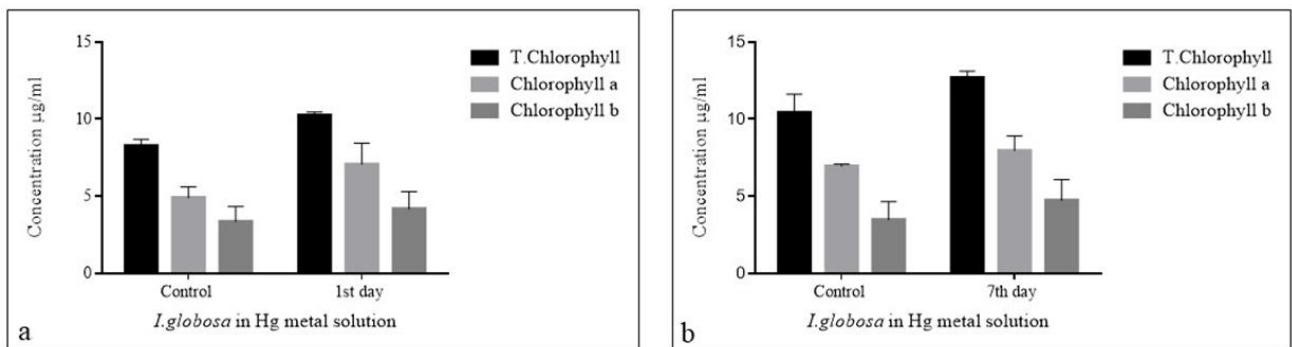 15
10
5
0
Concentration µg/ml
T.Chlorophyll
Chlorophyll a
Chlorophyll b
Control
1st day
I.globosa in Hg metal solution
a
15
10
5
0
Concentration µg/ml
T.Chlorophyll
Chlorophyll a
Chlorophyll b
Control
7th day
I.globosa in Hg metal solution
b